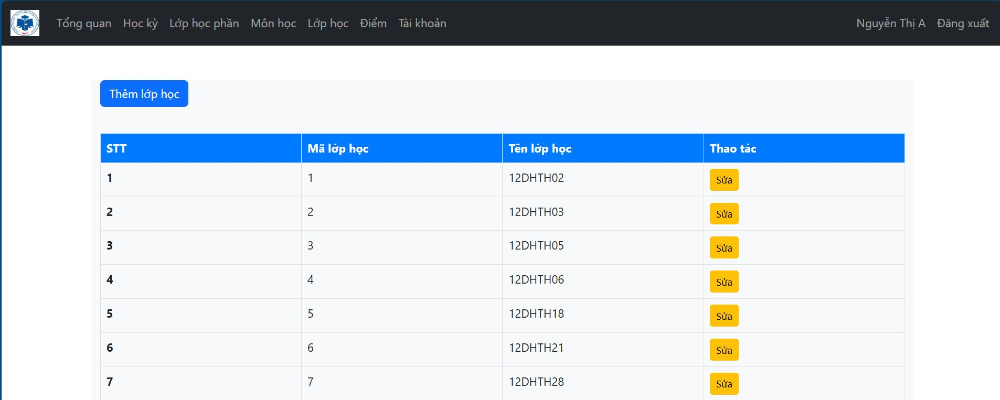 Tổng quan Học kỳ Lớp học phần Môn học Lớp học Điểm Tài khoản Nguyễn Thị A Đăng xuất
Thêm lớp học
STT Mã lớp học Tên lớp học Thao tác
1 1 12DHTH02 Sửa
2 2 12DHTH03 Sửa
3 3 12DHTH05 Sửa
4 4 12DHTH06 Sửa
5 5 12DHTH18 Sửa
6 6 12DHTH21 Sửa
7 7 12DHTH28 Sửa